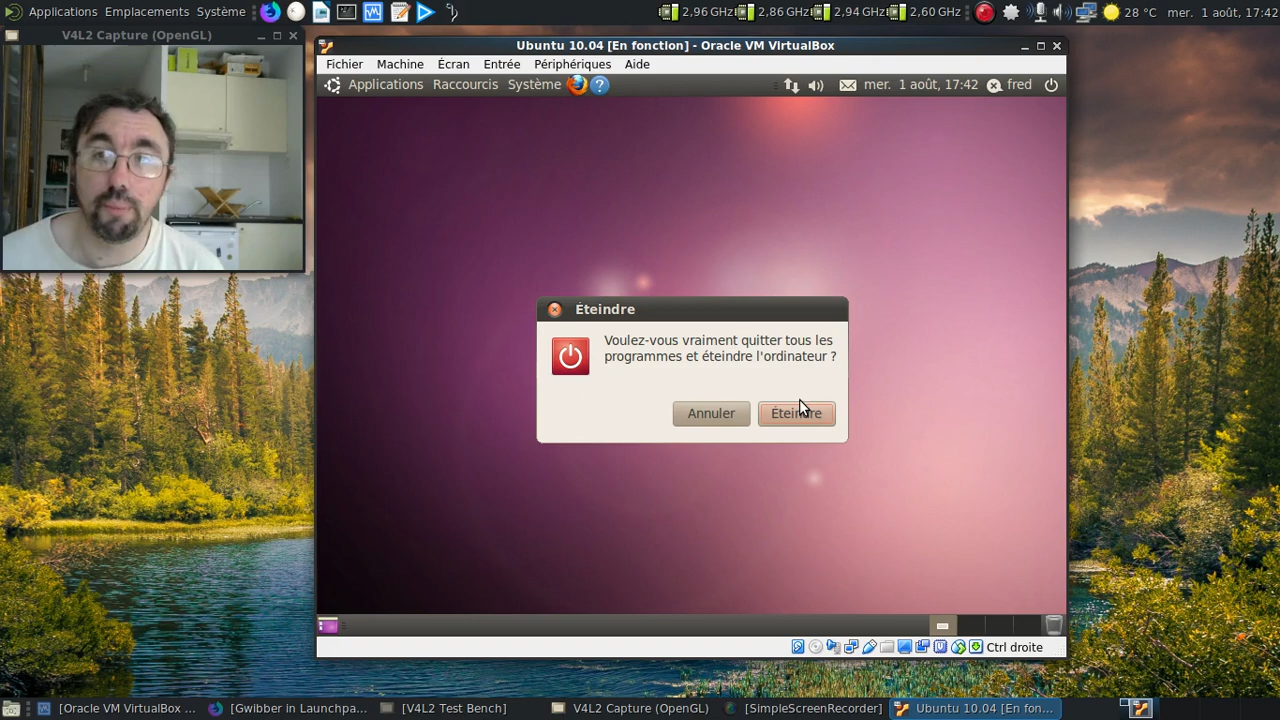 Applications Emplacements Système 2,96 GHz 2,86 GHz 2,94 GHz 2,60 GHz 28 °C mer. 1 août, 17:42
V4L2 Capture (OpenGL)
Ubuntu 10.04 [En fonction] - Oracle VM VirtualBox
Fichier Machine Écran Entrée Périphériques Aide
Applications Raccourcis Système mer. 1 août, 17:42 fred
Éteindre
Voulez-vous vraiment quitter tous les
programmes et éteindre l'ordinateur ?
Annuler Éteindre
Ctrl droite
[Oracle VM VirtualBox ... [Gwibber in Launchpa... [V4L2 Test Bench] V4L2 Capture (OpenGL) [SimpleScreenRecorder] Ubuntu 10.04 [En fon...